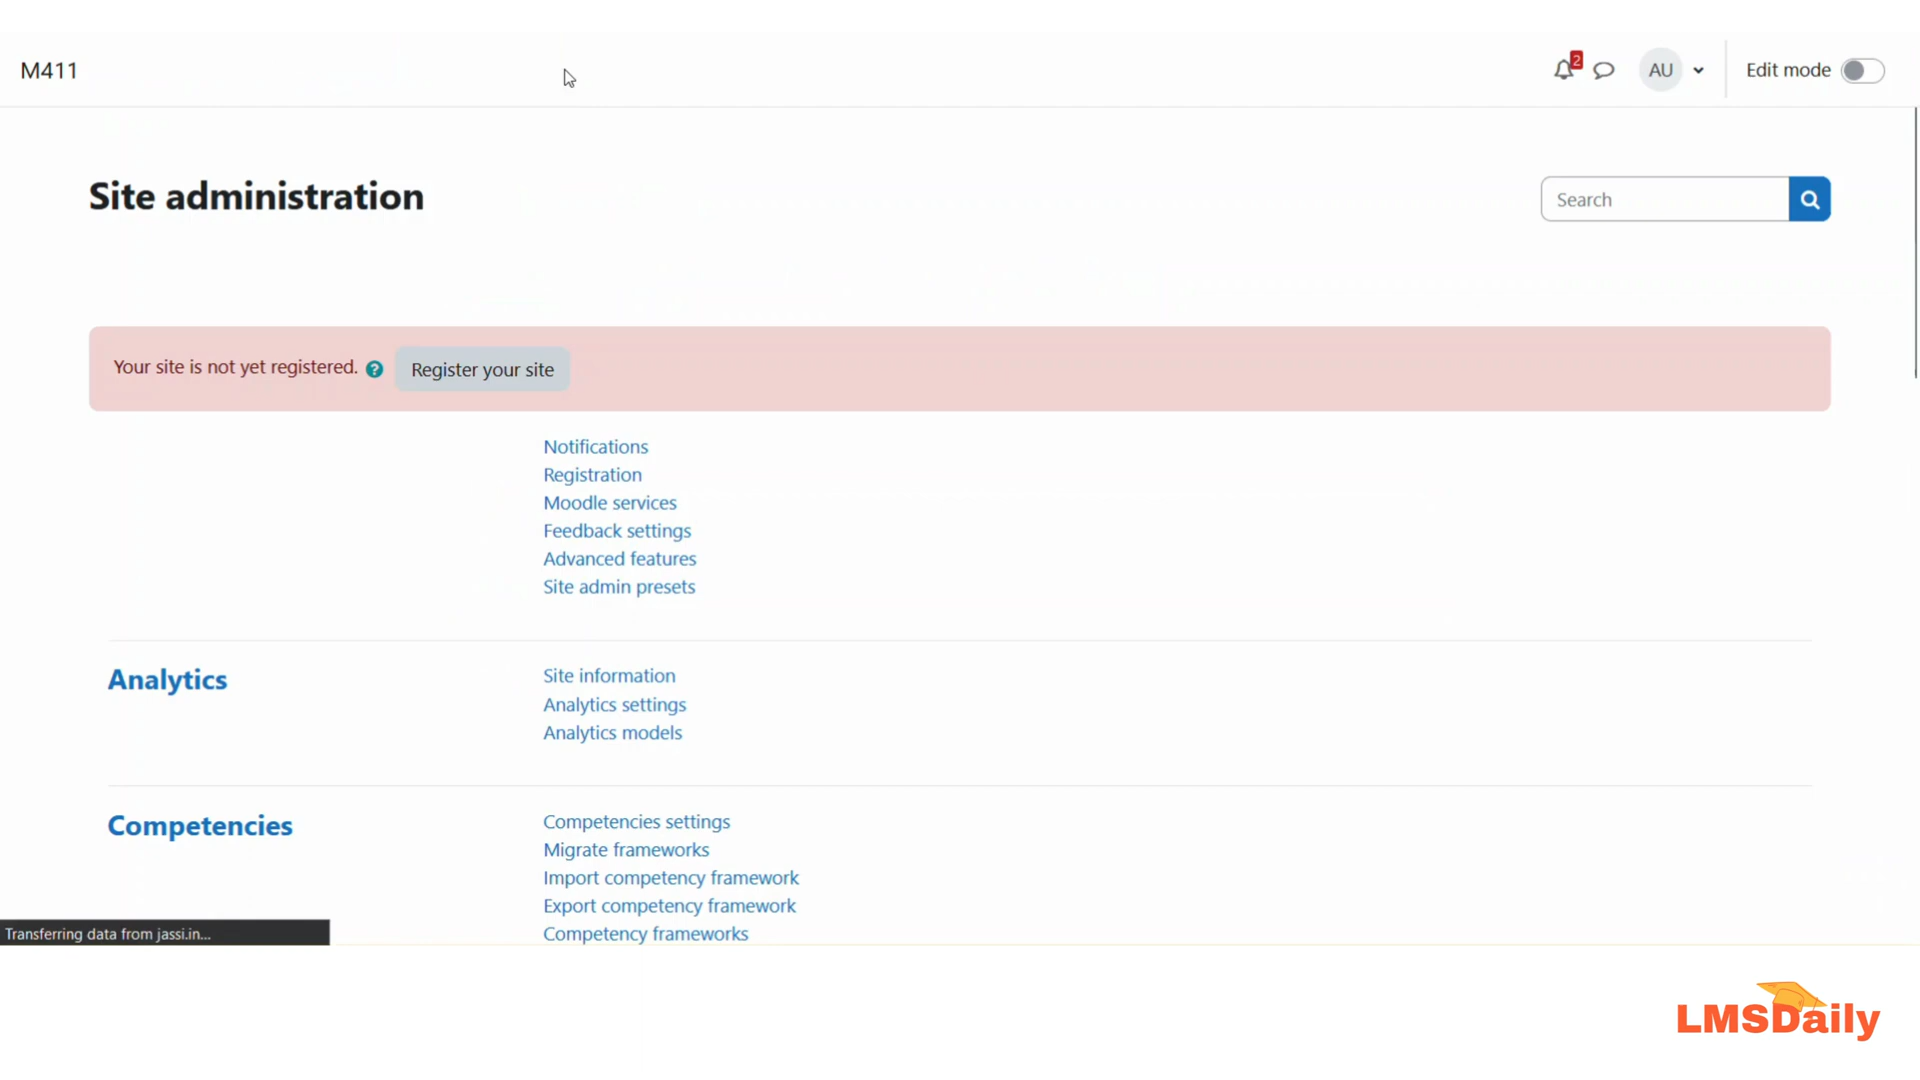 M411
2
AU
Edit mode
Site administration
Search
Your site is not yet registered. ? Register your site
Notifications
Registration
Moodle services
Feedback settings
Advanced features
Site admin presets
Analytics
Site information
Analytics settings
Analytics models
Competencies
Competencies settings
Migrate frameworks
Import competency framework
Export competency framework
Competency frameworks
Transferring data from jassi.in...
LMSDaily